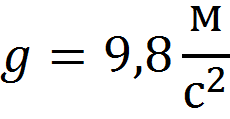 g = 9,8 м/с²